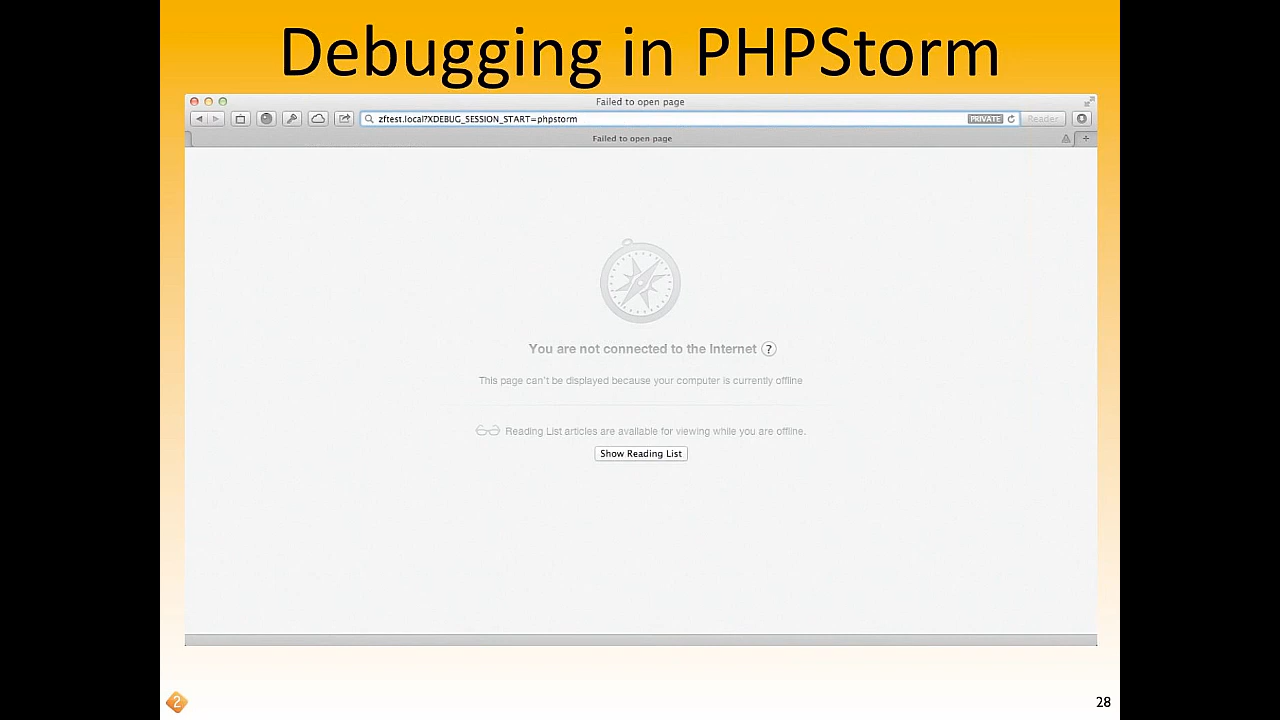 Debugging in PHPStorm
Failed to open page
zftest.local?XDEBUG_SESSION_START=phpstorm PRIVATE Reader
Failed to open page
You are not connected to the Internet ?
This page can't be displayed because your computer is currently offline
Reading List articles are available for viewing while you are offline.
Show Reading List
2
28